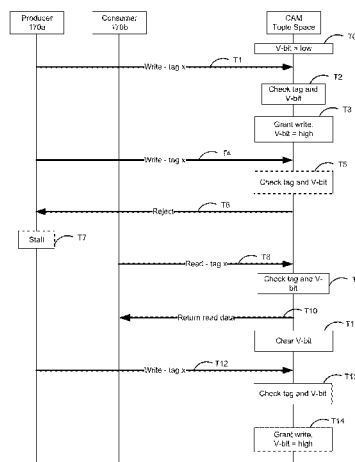 Producer
170a
Consumer
170b
CAM
Tuple Space
V-bit = low
T1
Write - tag x
T2
Check tag and
V-bit
Grant write,
V-bit = high
T4
Write - tag x
T5
Check tag and V-bit
T6
Reject
Stall
T7
T8
Read - tag x
Check tag and V-
bit
T10
Return read data
Clear V-bit
T12
Write - tag x
Check tag and V-bit
T14
Grant write,
V-bit = high